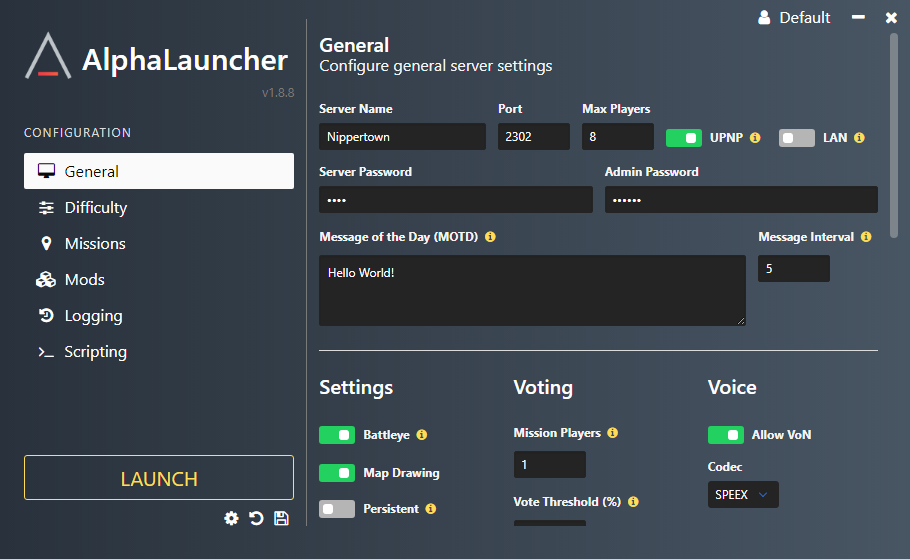 Default
AlphaLauncher
v1.8.8
CONFIGURATION
General
Difficulty
Missions
Mods
Logging
Scripting
LAUNCH
General
Configure general server settings
Server Name
Port
Max Players
Nippertown
2302
8
UPNP
LAN
Server Password
Admin Password
••••
••••••
Message of the Day (MOTD)
Message Interval
Hello World!
5
Settings
Voting
Voice
Battleye
Mission Players
Allow VoN
1
Map Drawing
Codec
SPEEX
Persistent
Vote Threshold (%)